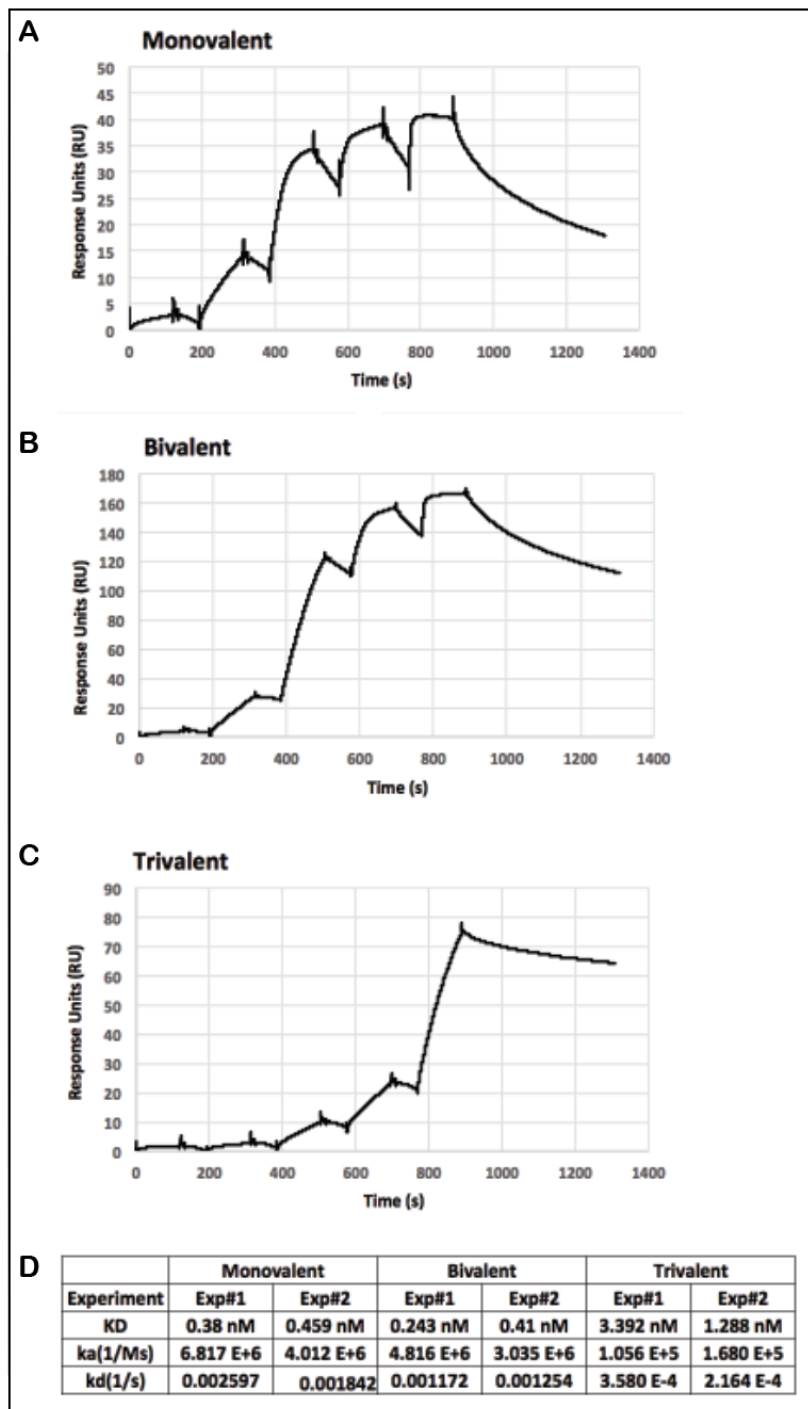 A
Monovalent
50
45
40
35
30
25
20
15
10
5
0
Response Units (RU)
0 200 400 600 800 1000 1200 1400
Time (s)
B
Bivalent
180
160
140
120
100
80
60
40
20
0
Response Units (RU)
0 200 400 600 800 1000 1200 1400
Time (s)
C
Trivalent
90
80
70
60
50
40
30
20
10
0
Response Units (RU)
0 200 400 600 800 1000 1200 1400
Time (s)
D
Monovalent Bivalent Trivalent
Experiment Exp#1 Exp#2 Exp#1 Exp#2 Exp#1 Exp#2
KD 0.38 nM 0.459 nM 0.243 nM 0.41 nM 3.392 nM 1.288 nM
ka(1/Ms) 6.817 E+6 4.012 E+6 4.816 E+6 3.035 E+6 1.056 E+5 1.680 E+5
kd(1/s) 0.002597 0.001842 0.001172 0.001254 3.580 E-4 2.164 E-4